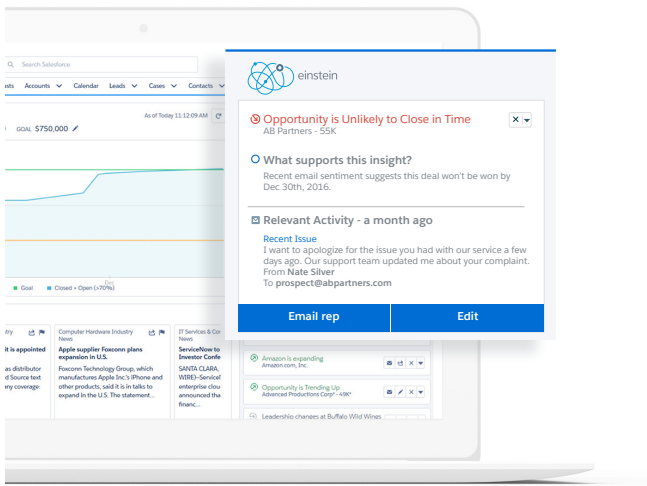 Search Salesforce
Accounts
Calendar
Leads
Cases
Contacts
As of Today 11:12:09 AM
GOAL $750,000
Goal
Closed + Open (>70%)
einstein
Opportunity is Unlikely to Close in Time
AB Partners - 55K
What supports this insight?
Recent email sentiment suggests this deal won't be won by
Dec 30th, 2016.
Relevant Activity - a month ago
Recent Issue
I want to apologize for the issue you had with our service a few
days ago. Our support team updated me about your complaint.
From Nate Silver
To prospect@abpartners.com
Email rep
Edit
it is appointed
as distributor
d Source text
ny coverage
Computer Hardware Industry
News
Apple supplier Foxconn plans
expansion in U.S.
Foxconn Technology Group, which
manufactures Apple Inc.'s iPhone and
other products, said it is in talks to
expand in the U.S. The statement...
IT Services & Cor
News
ServiceNow to
Investor Confe
SANTA CLARA,
WIRE)–Servicel
enterprise clou
announced tha
financ...
Amazon is expanding
Amazon.com, Inc.
Opportunity is Trending Up
Advanced Productions Corp* - 49K*
Leadership changes at Buffalo Wild Wings